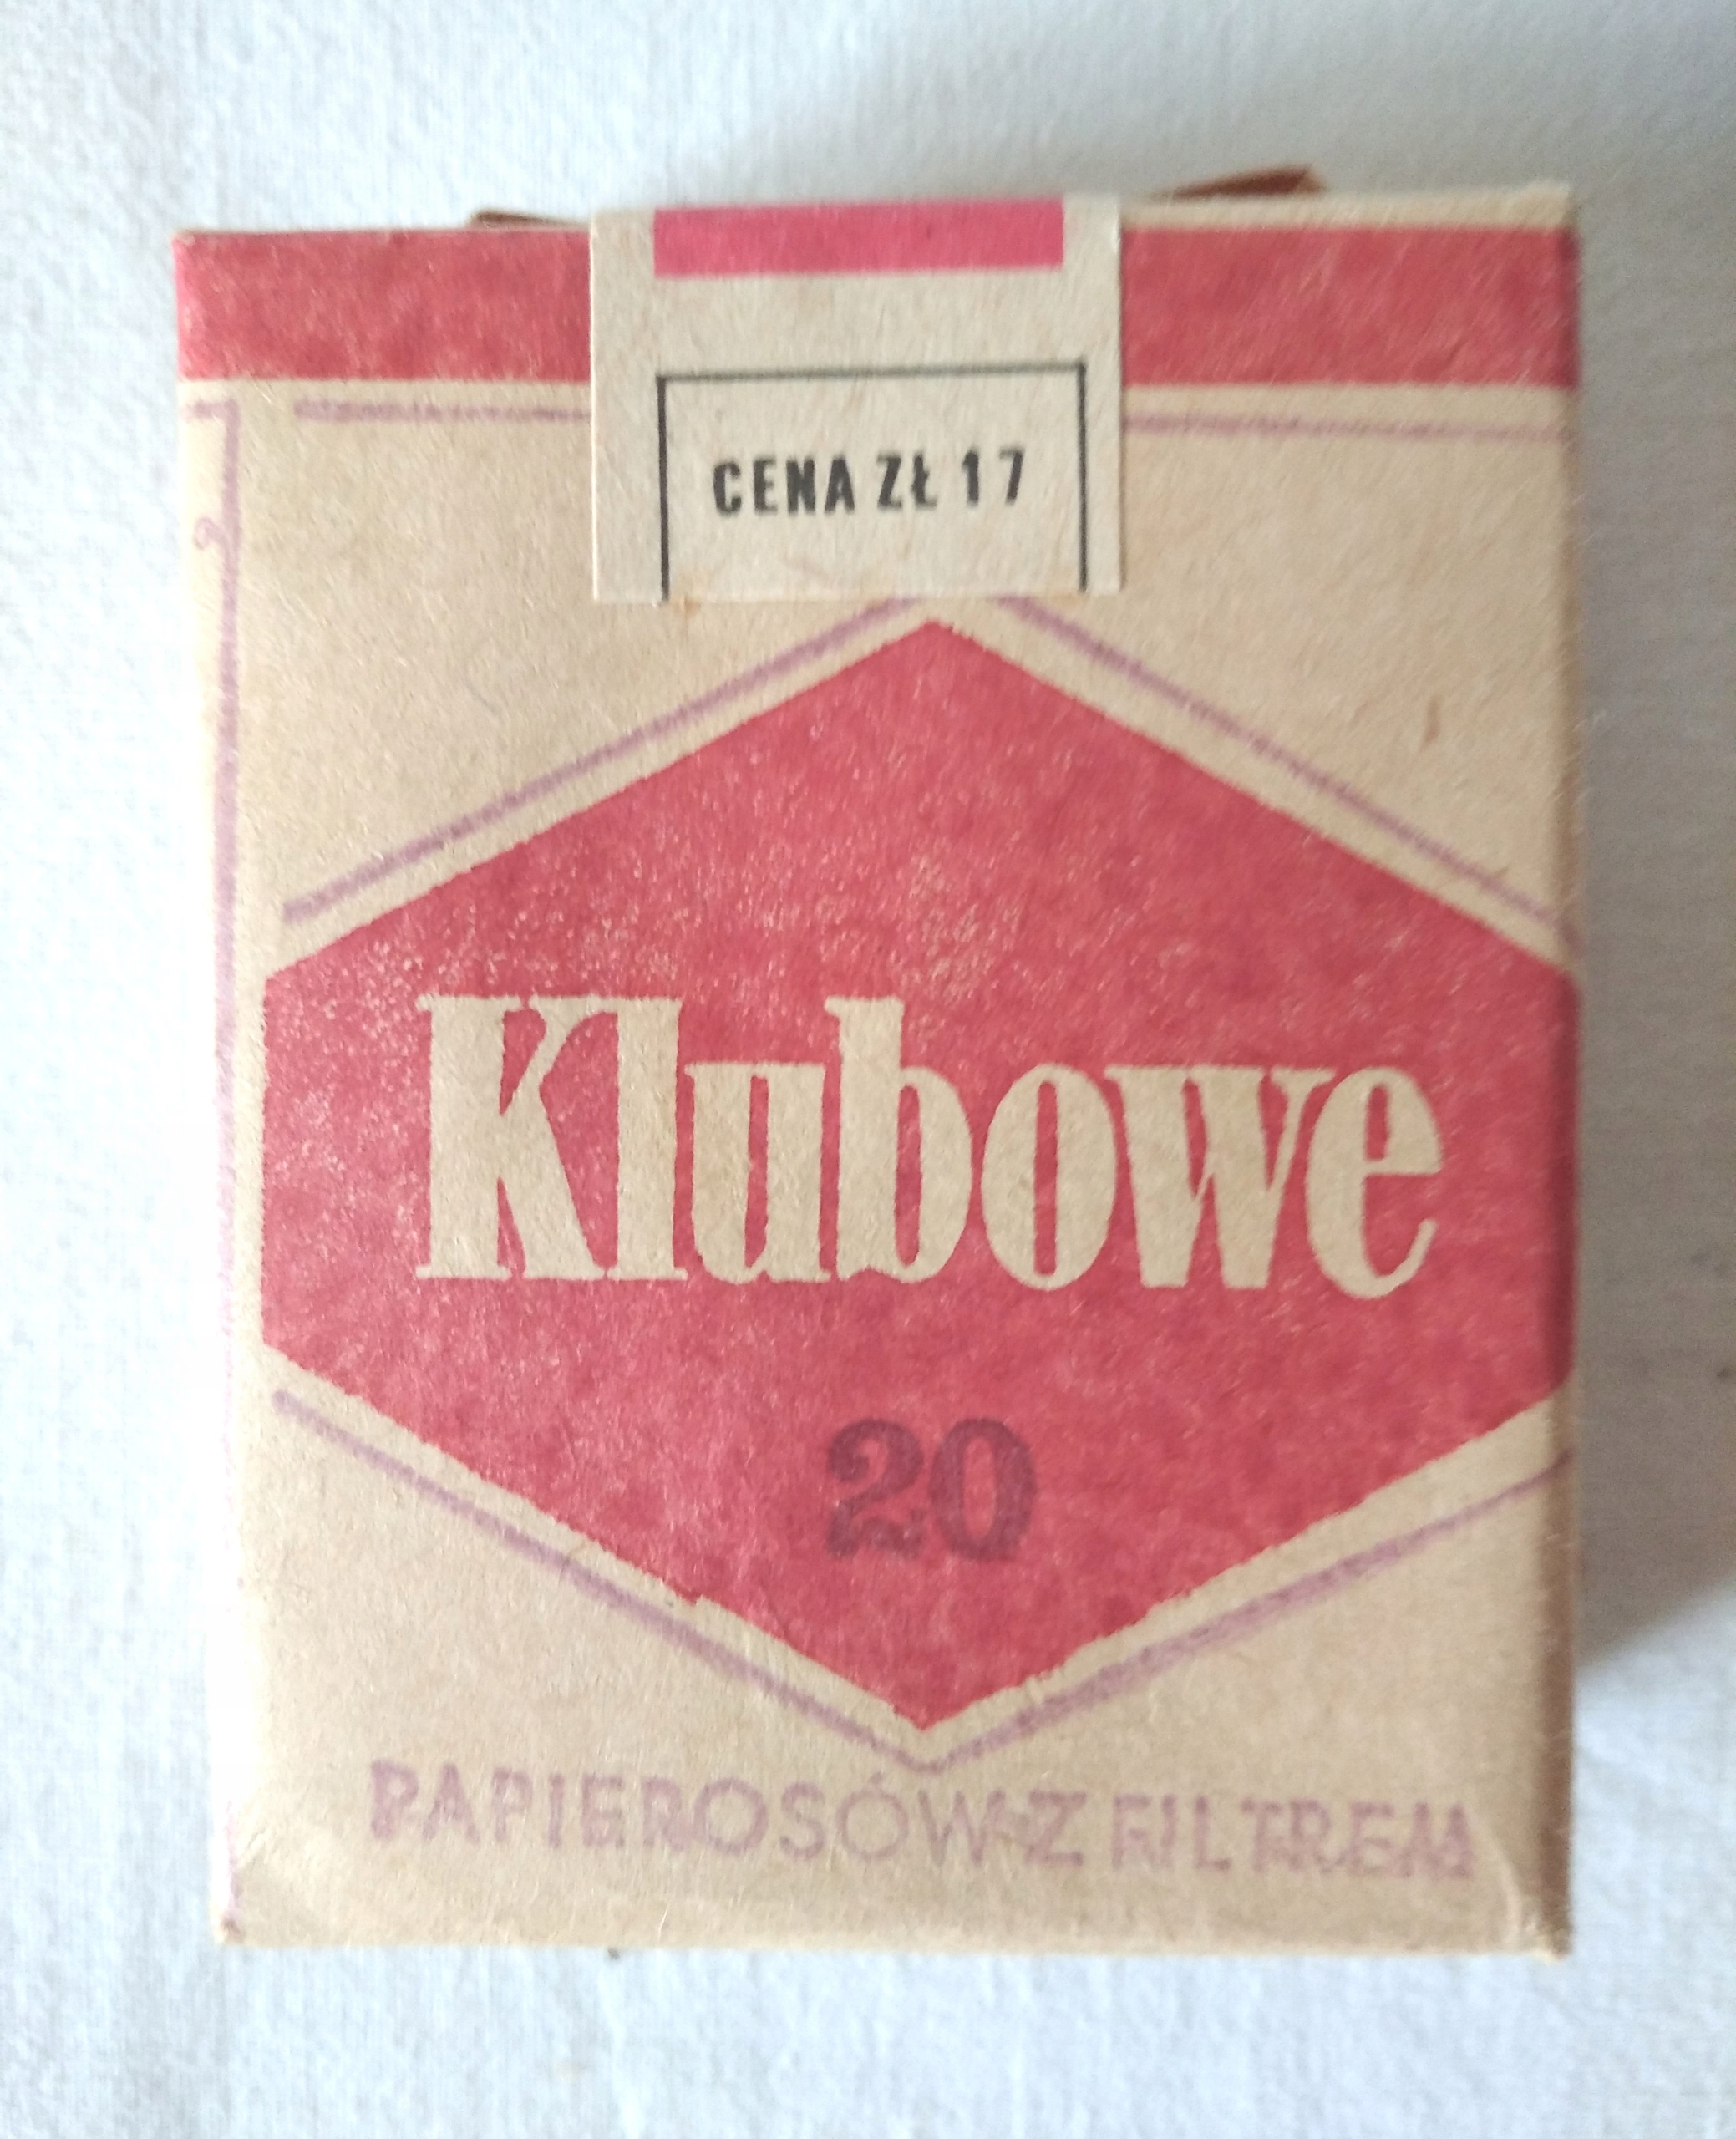 CENA ZŁ 17
Klubowe
20
PAPIEROSÓW Z FILTREM